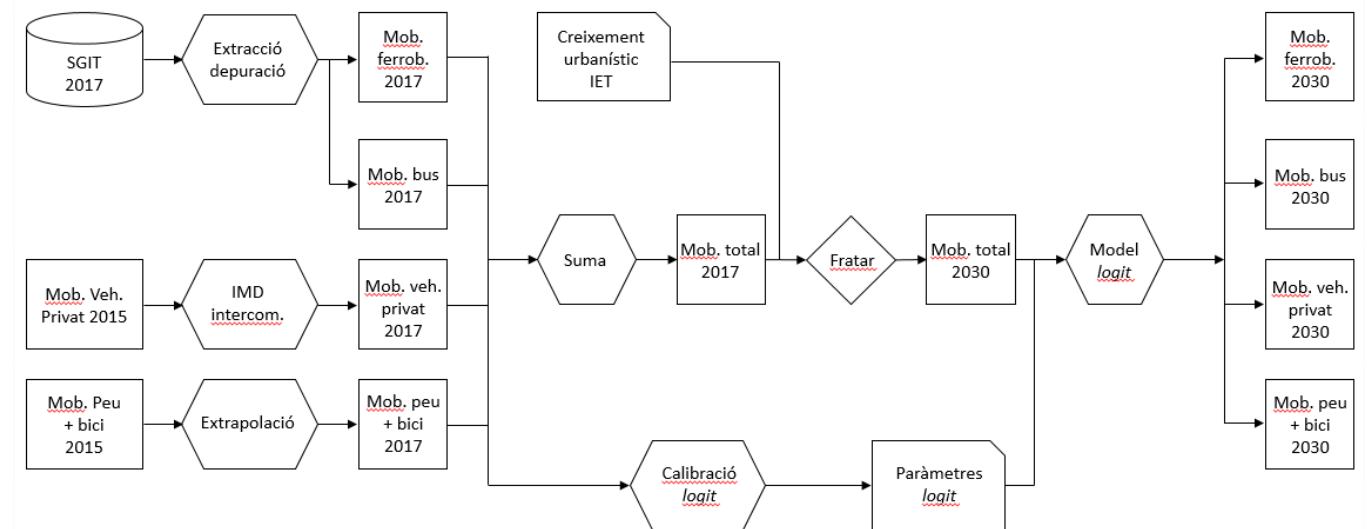 SGIT
2017
Extracció
depuració
Mob.
ferrob.
2017
Creixement
urbanístic
IET
Mob.
ferrob.
2030
Mob. bus
2017
Mob. bus
2030
Suma
Mob. total
2017
Fratar
Mob. total
2030
Model
logit
Mob. Veh.
Privat 2015
IMD
intercom.
Mob. veh.
privat
2017
Mob. veh.
privat
2030
Mob. Peu
+ bici
2015
Extrapolació
Mob. peu
+ bici
2017
Mob. peu
+ bici
2030
Calibració
logit
Paràmetres
logit